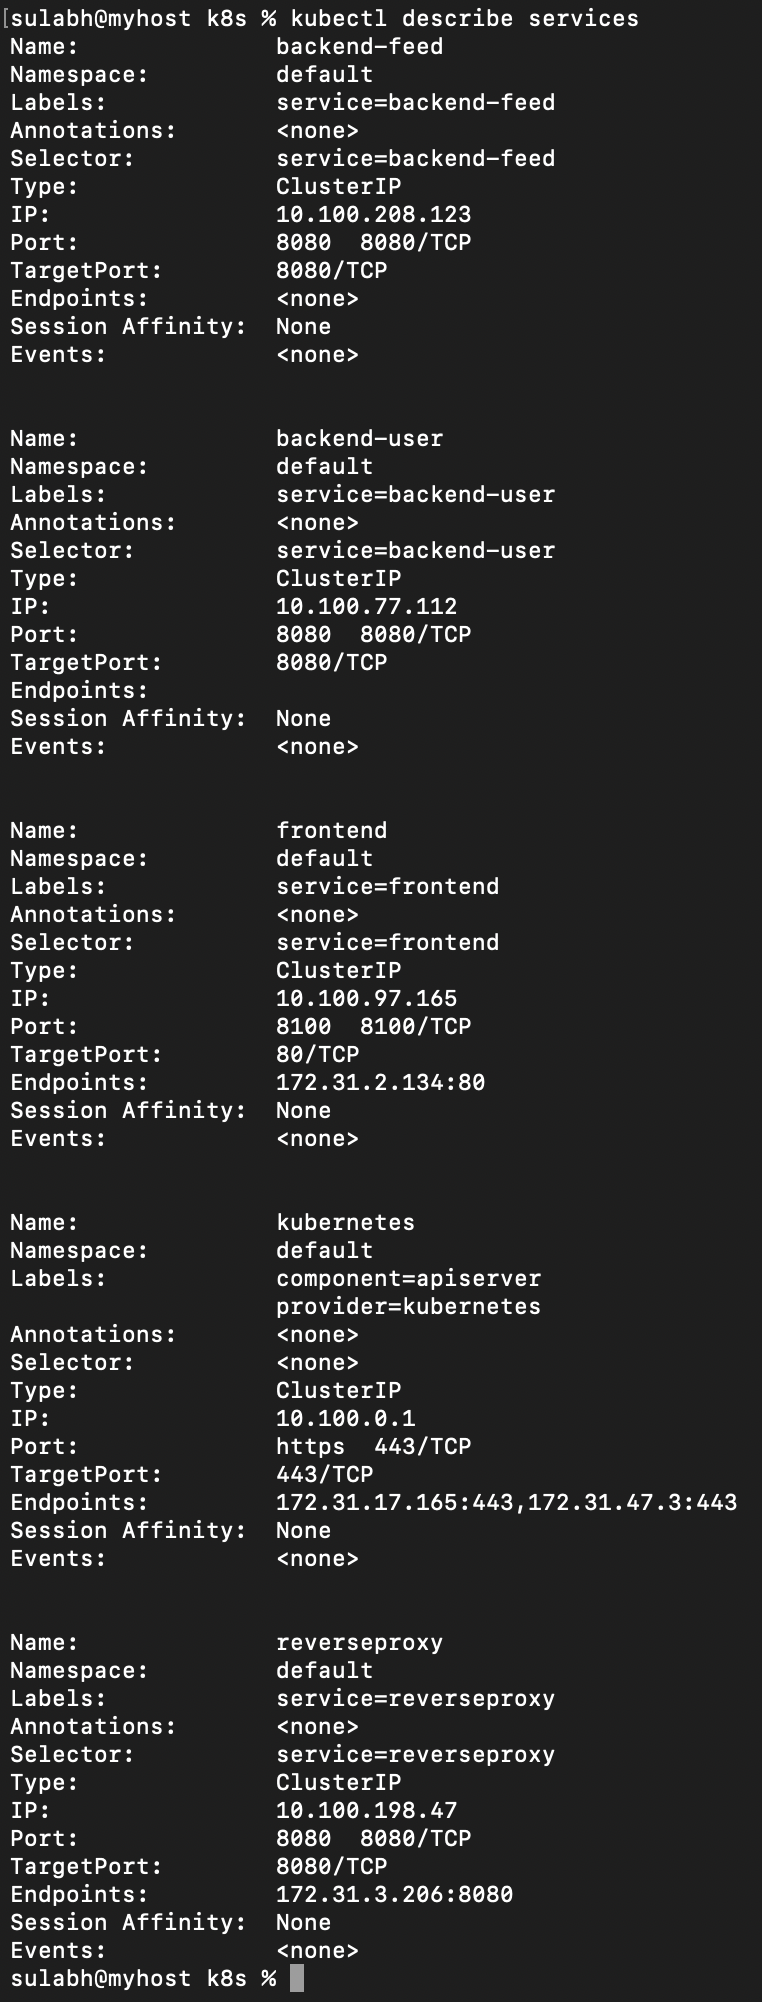 [sulabh@myhost k8s % kubectl describe services
Name:              backend-feed
Namespace:         default
Labels:            service=backend-feed
Annotations:       <none>
Selector:          service=backend-feed
Type:              ClusterIP
IP:                10.100.208.123
Port:              8080  8080/TCP
TargetPort:        8080/TCP
Endpoints:         <none>
Session Affinity:  None
Events:            <none>
Name:              backend-user
Namespace:         default
Labels:            service=backend-user
Annotations:       <none>
Selector:          service=backend-user
Type:              ClusterIP
IP:                10.100.77.112
Port:              8080  8080/TCP
TargetPort:        8080/TCP
Endpoints:
Session Affinity:  None
Events:            <none>
Name:              frontend
Namespace:         default
Labels:            service=frontend
Annotations:       <none>
Selector:          service=frontend
Type:              ClusterIP
IP:                10.100.97.165
Port:              8100  8100/TCP
TargetPort:        80/TCP
Endpoints:         172.31.2.134:80
Session Affinity:  None
Events:            <none>
Name:              kubernetes
Namespace:         default
Labels:            component=apiserver
                   provider=kubernetes
Annotations:       <none>
Selector:          <none>
Type:              ClusterIP
IP:                10.100.0.1
Port:              https  443/TCP
TargetPort:        443/TCP
Endpoints:         172.31.17.165:443,172.31.47.3:443
Session Affinity:  None
Events:            <none>
Name:              reverseproxy
Namespace:         default
Labels:            service=reverseproxy
Annotations:       <none>
Selector:          service=reverseproxy
Type:              ClusterIP
IP:                10.100.198.47
Port:              8080  8080/TCP
TargetPort:        8080/TCP
Endpoints:         172.31.3.206:8080
Session Affinity:  None
Events:            <none>
sulabh@myhost k8s %